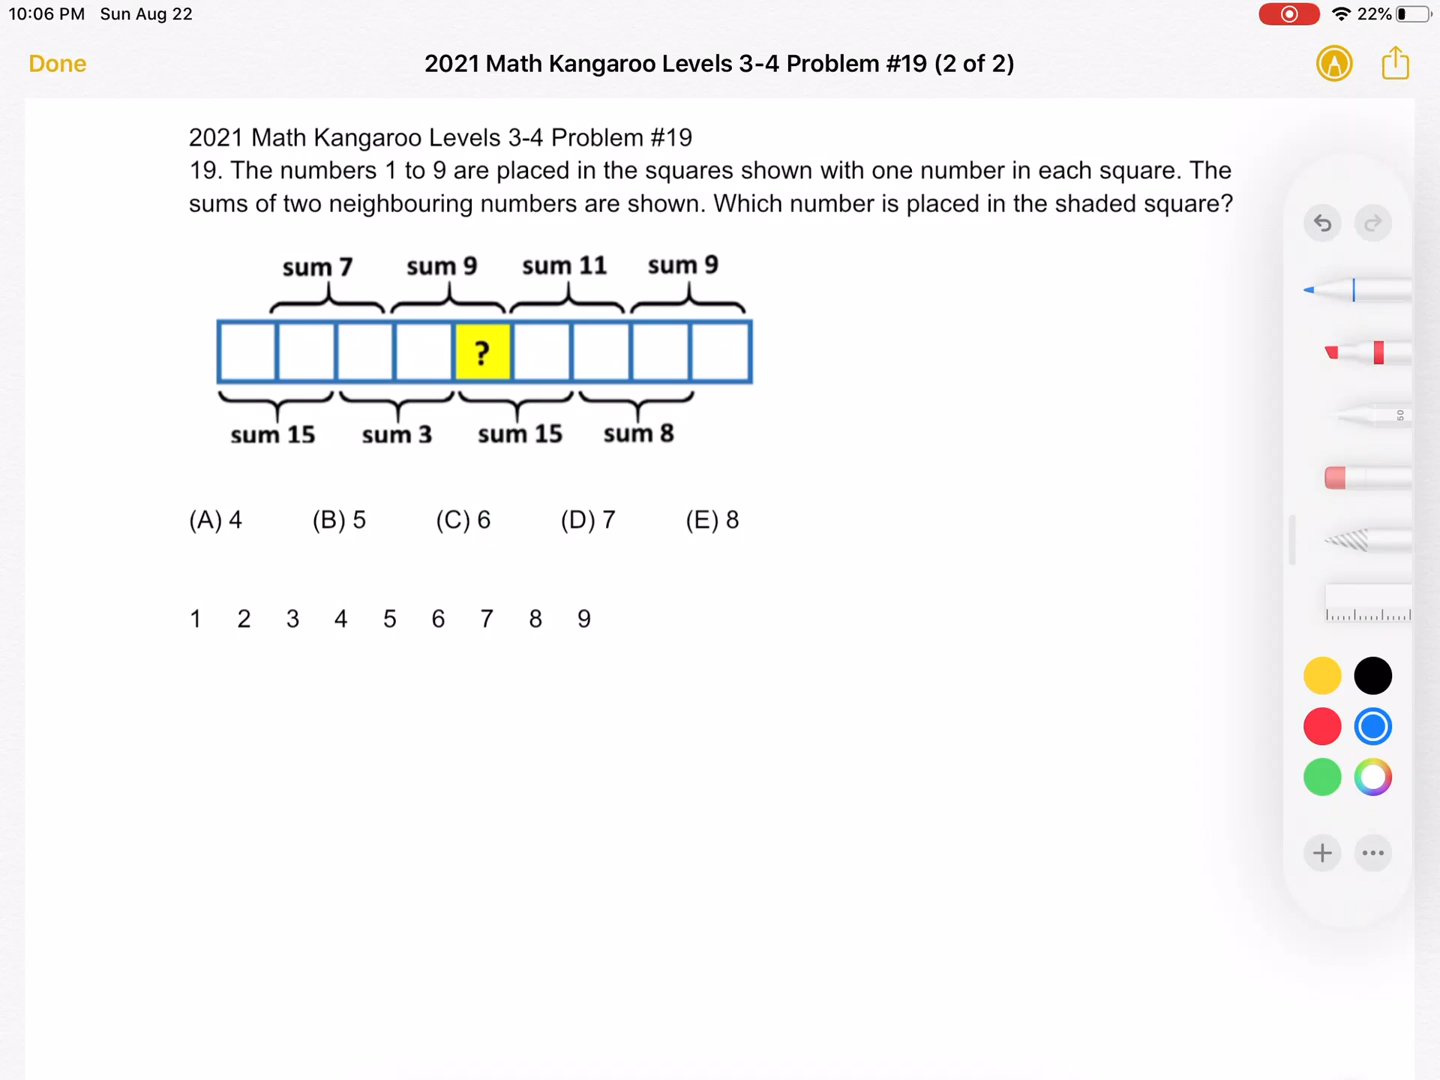 10:06 PM Sun Aug 22
22%
Done
2021 Math Kangaroo Levels 3-4 Problem #19 (2 of 2)
2021 Math Kangaroo Levels 3-4 Problem #19
19. The numbers 1 to 9 are placed in the squares shown with one number in each square. The
sums of two neighbouring numbers are shown. Which number is placed in the shaded square?
sum 7 sum 9 sum 11 sum 9
?
sum 15 sum 3 sum 15 sum 8
(A) 4 (B) 5 (C) 6 (D) 7 (E) 8
1 2 3 4 5 6 7 8 9
50